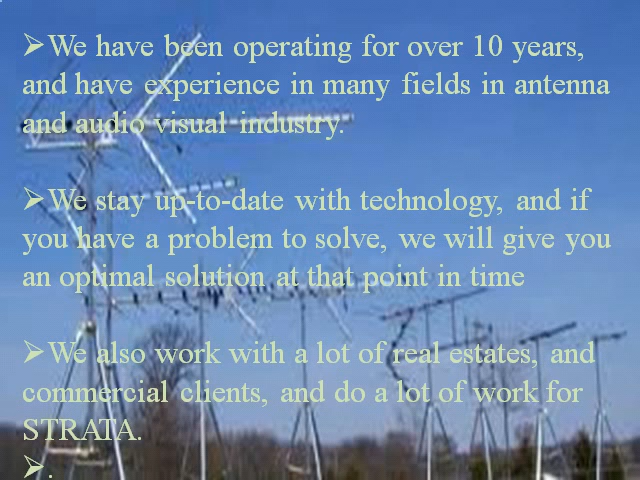 ➢We have been operating for over 10 years,
and have experience in many fields in antenna
and audio visual industry.
➢We stay up-to-date with technology, and if
you have a problem to solve, we will give you
an optimal solution at that point in time
➢We also work with a lot of real estates, and
commercial clients, and do a lot of work for
STRATA.
➢.